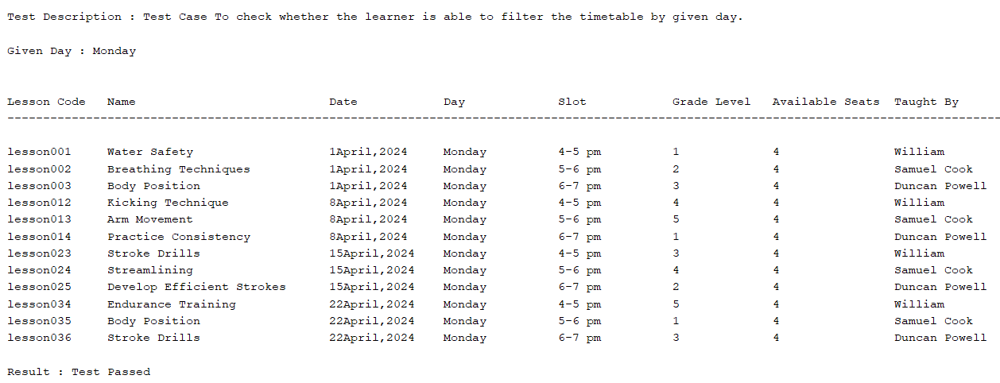 Test Description : Test Case To check whether the learner is able to filter the timetable by given day.
Given Day : Monday
Lesson Code   Name                           Date            Day             Slot            Grade Level   Available Seats  Taught By
--------------------------------------------------------------------------------------------------------------------------------------------
lesson001     Water Safety                   1April,2024     Monday          4-5 pm          1             4                William
lesson002     Breathing Techniques           1April,2024     Monday          5-6 pm          2             4                Samuel Cook
lesson003     Body Position                  1April,2024     Monday          6-7 pm          3             4                Duncan Powell
lesson012     Kicking Technique              8April,2024     Monday          4-5 pm          4             4                William
lesson013     Arm Movement                   8April,2024     Monday          5-6 pm          5             4                Samuel Cook
lesson014     Practice Consistency           8April,2024     Monday          6-7 pm          1             4                Duncan Powell
lesson023     Stroke Drills                  15April,2024    Monday          4-5 pm          3             4                William
lesson024     Streamlining                   15April,2024    Monday          5-6 pm          4             4                Samuel Cook
lesson025     Develop Efficient Strokes      15April,2024    Monday          6-7 pm          2             4                Duncan Powell
lesson034     Endurance Training             22April,2024    Monday          4-5 pm          5             4                William
lesson035     Body Position                  22April,2024    Monday          5-6 pm          1             4                Samuel Cook
lesson036     Stroke Drills                  22April,2024    Monday          6-7 pm          3             4                Duncan Powell
Result : Test Passed